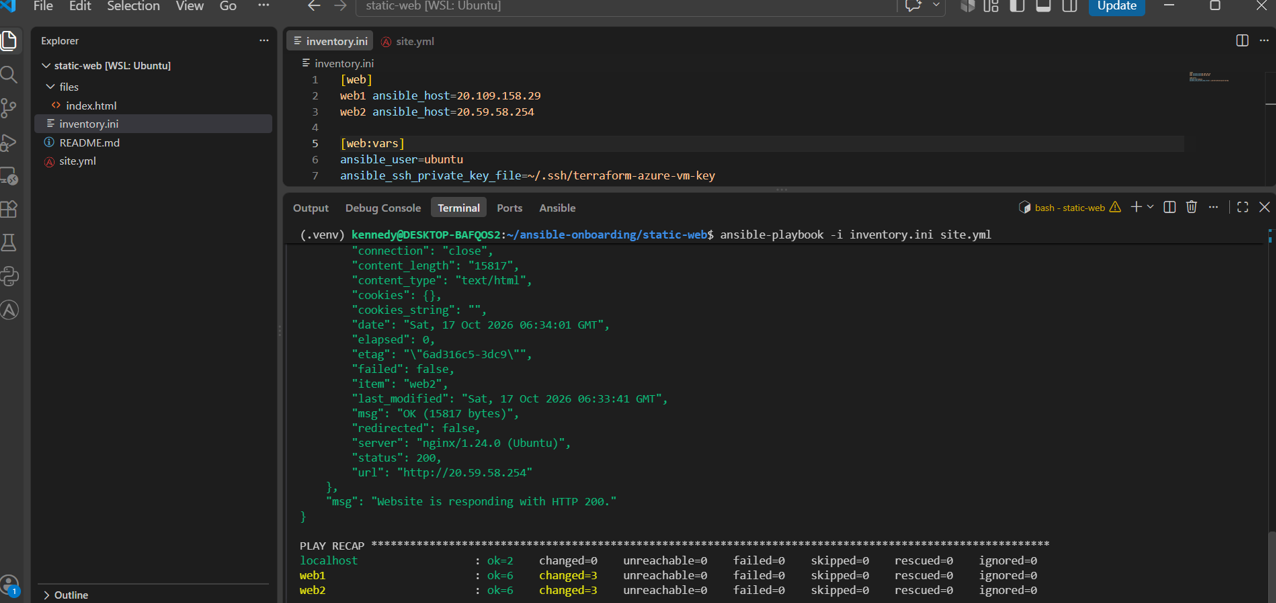 File Edit Selection View Go ··· static-web [WSL: Ubuntu] Update
Explorer ···
static-web [WSL: Ubuntu]
files
index.html
inventory.ini
README.md
site.yml
Outline
1
inventory.ini site.yml ···
inventory.ini
1 [web]
2 web1 ansible_host=20.109.158.29
3 web2 ansible_host=20.59.58.254
4
5 [web:vars]
6 ansible_user=ubuntu
7 ansible_ssh_private_key_file=~/.ssh/terraform-azure-vm-key
Output Debug Console Terminal Ports Ansible bash - static-web ···
(.venv) kennedy@DESKTOP-BAFQOS2:~/ansible-onboarding/static-web$ ansible-playbook -i inventory.ini site.yml
"connection": "close",
"content_length": "15817",
"content_type": "text/html",
"cookies": {},
"cookies_string": "",
"date": "Sat, 17 Oct 2026 06:34:01 GMT",
"elapsed": 0,
"etag": "\"6ad316c5-3dc9\"",
"failed": false,
"item": "web2",
"last_modified": "Sat, 17 Oct 2026 06:33:41 GMT",
"msg": "OK (15817 bytes)",
"redirected": false,
"server": "nginx/1.24.0 (Ubuntu)",
"status": 200,
"url": "http://20.59.58.254"
},
"msg": "Website is responding with HTTP 200."
}
PLAY RECAP *********************************************************************************************************
localhost : ok=2 changed=0 unreachable=0 failed=0 skipped=0 rescued=0 ignored=0
web1 : ok=6 changed=3 unreachable=0 failed=0 skipped=0 rescued=0 ignored=0
web2 : ok=6 changed=3 unreachable=0 failed=0 skipped=0 rescued=0 ignored=0